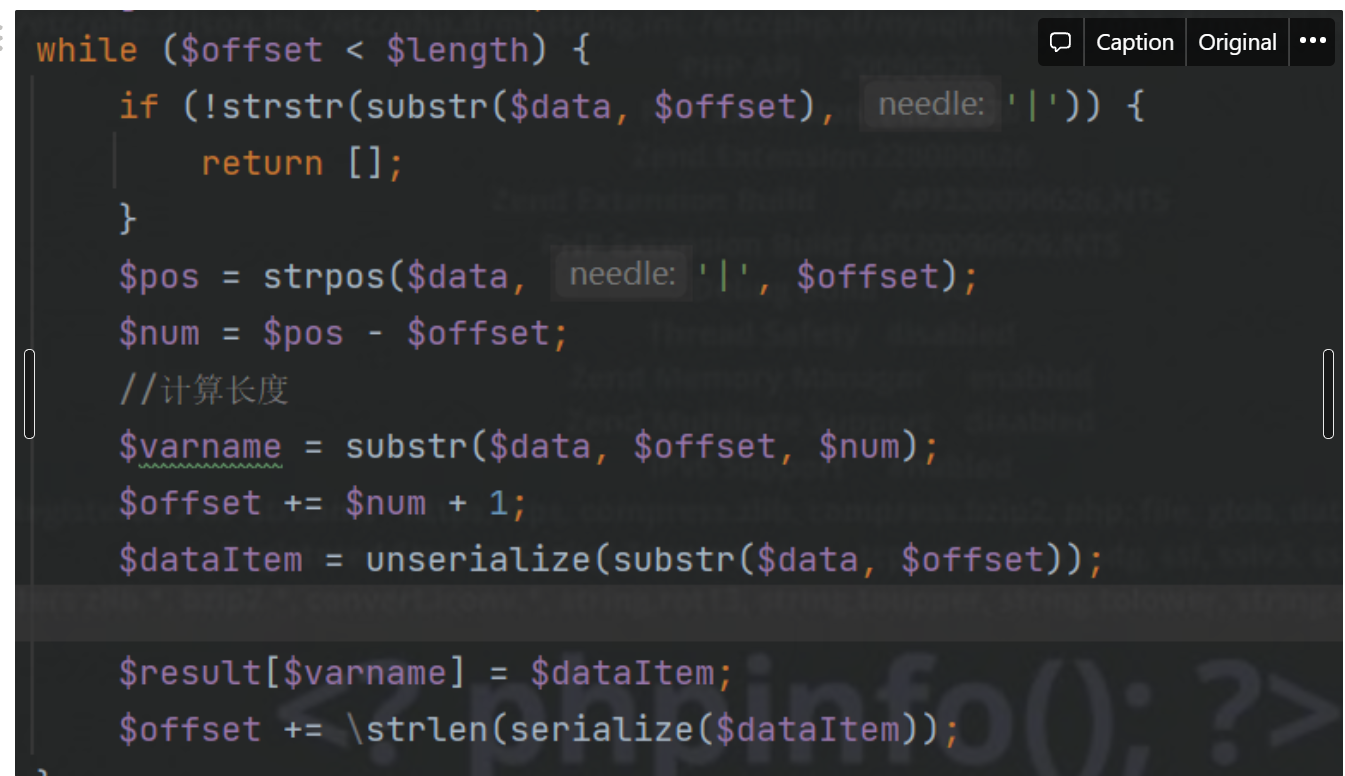 Caption Original •••
while ($offset < $length) {
if (!strstr(substr($data, $offset), needle: '|')) {
return [];
}
$pos = strpos($data, needle: '|', $offset);
$num = $pos - $offset;
//计算长度
$varname = substr($data, $offset, $num);
$offset += $num + 1;
$dataItem = unserialize(substr($data, $offset));
$result[$varname] = $dataItem;
$offset += \strlen(serialize($dataItem));
<? phpinfo(); ?>
}